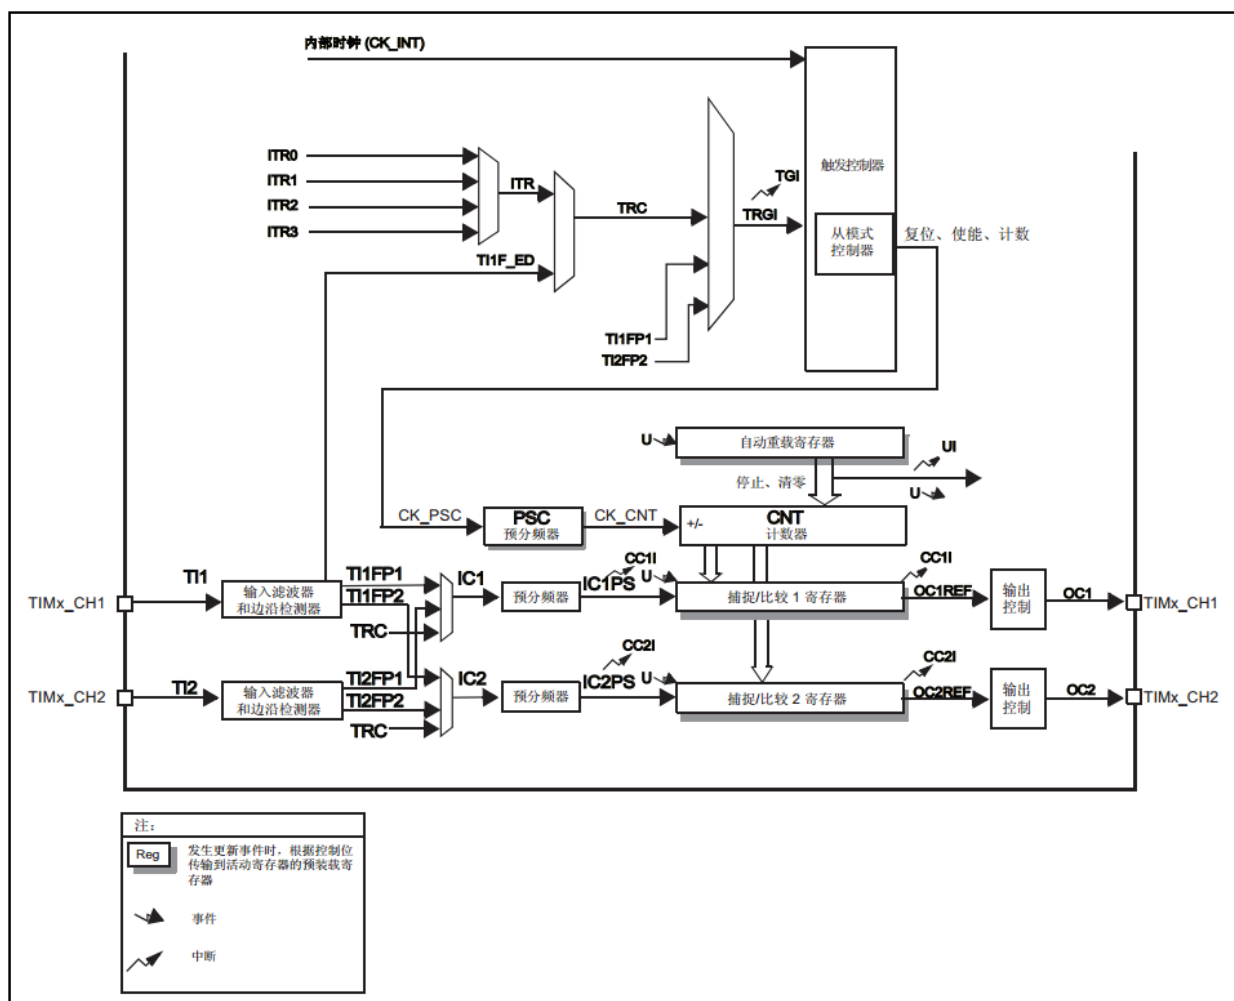 内部时钟 (CK_INT)
ITR0
ITR1
ITR2
ITR3
ITR
TI1F_ED
TRC
TI1FP1
TI2FP2
TGI
TRGI
触发控制器
从模式
控制器
复位、使能、计数
U
自动重载寄存器
UI
停止、清零
U
CK_PSC
PSC
预分频器
CK_CNT
+/-
CNT
计数器
TIMx_CH1
TI1
输入滤波器
和边沿检测器
TI1FP1
TI1FP2
TRC
IC1
预分频器
CC1I
IC1PS
U
捕捉/比较 1 寄存器
CC1I
OC1REF
输出
控制
OC1
TIMx_CH1
TIMx_CH2
TI2
输入滤波器
和边沿检测器
TI2FP1
TI2FP2
TRC
IC2
预分频器
CC2I
IC2PS
U
捕捉/比较 2 寄存器
CC2I
OC2REF
输出
控制
OC2
TIMx_CH2
注：
Reg
发生更新事件时，根据控制位
传输到活动寄存器的预装载寄
存器
事件
中断